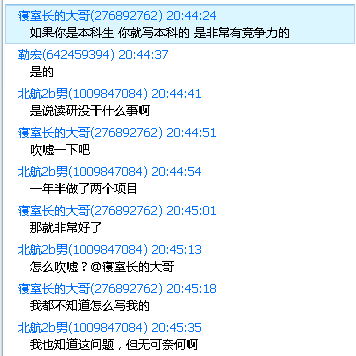 寝室长的大哥(276892762) 20:44:24
如果你是本科生 你就写本科的 是非常有竞争力的
勤宏(642459394) 20:44:37
是的
北航2b男(1009847084) 20:44:41
是说读研没干什么事啊
寝室长的大哥(276892762) 20:44:51
吹嘘一下吧
北航2b男(1009847084) 20:44:54
一年半做了两个项目
寝室长的大哥(276892762) 20:45:01
那就非常好了
北航2b男(1009847084) 20:45:13
怎么吹嘘？@寝室长的大哥
寝室长的大哥(276892762) 20:45:18
我都不知道怎么写我的
北航2b男(1009847084) 20:45:35
我也知道这问题，但无可奈何啊